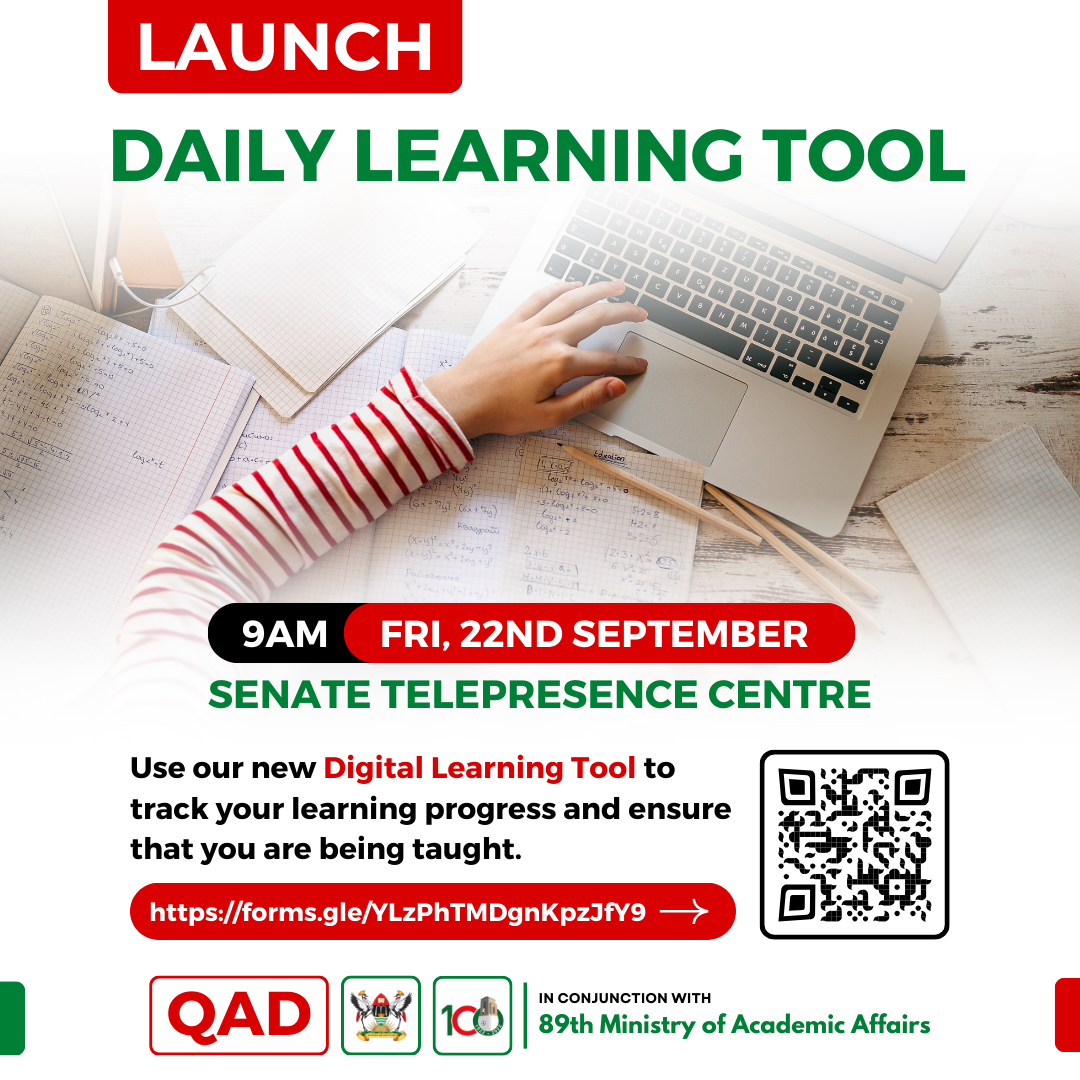 LAUNCH
DAILY LEARNING TOOL
9AM FRI, 22ND SEPTEMBER
SENATE TELEPRESENCE CENTRE
Use our new Digital Learning Tool to
track your learning progress and ensure
that you are being taught.
https://forms.gle/YLzPhTMDgnKpzJfY9
QAD
100
IN CONJUNCTION WITH
89th Ministry of Academic Affairs